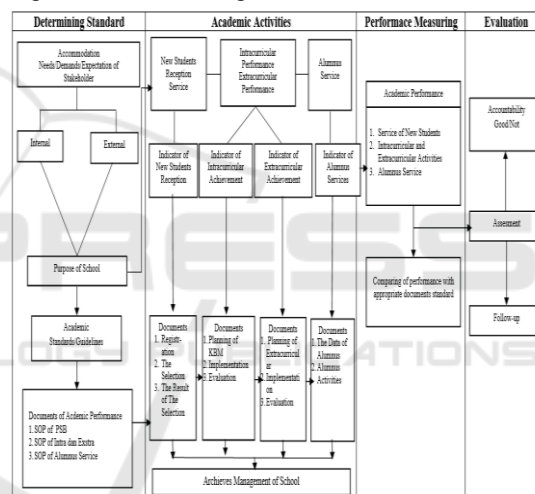 Determining Standard
Academic Activities
Performace Measuring
Evaluation
Accommodation
Needs/Demands/Expectation of
Stakeholder
Internal
External
Purpose of School
Academic
Standards/Guidelines
Documents of Acdemic Performance
1.SOP of PSB
2.SOP of Intra dan Exstra
3.SOP of Alumnus Service
New Students
Reception
Service
Intracurricular
Performance
Extracurricular
Performance
Alumnus
Service
Indicator of
New Students
Reception
Indicator of
Intracurricular
Achievement
Indicator of
Extracurricular
Achievement
Indicator of
Alumnus
Services
Documents
1. Registr-
ation
2. The
Selection
3. The Result
of The
Selection
Documents
1. Planning of
KBM
2. Implementation
3. Evaluation
Documents
1. Planning of
Extracurricul
ar
2. Implementati
on
3. Evaluation
Documents
1. The Data of
Alumnus
2. Alumnus
Activities
Archieves Management of School
Academic Performance
1. Service of New Students
2. Intracurricular and
Extracurricular Activities
3. Alumnus Service
Comparing of performance with
appropriate documents standard
Accountability
Good/Not
Assesment
Follow-up